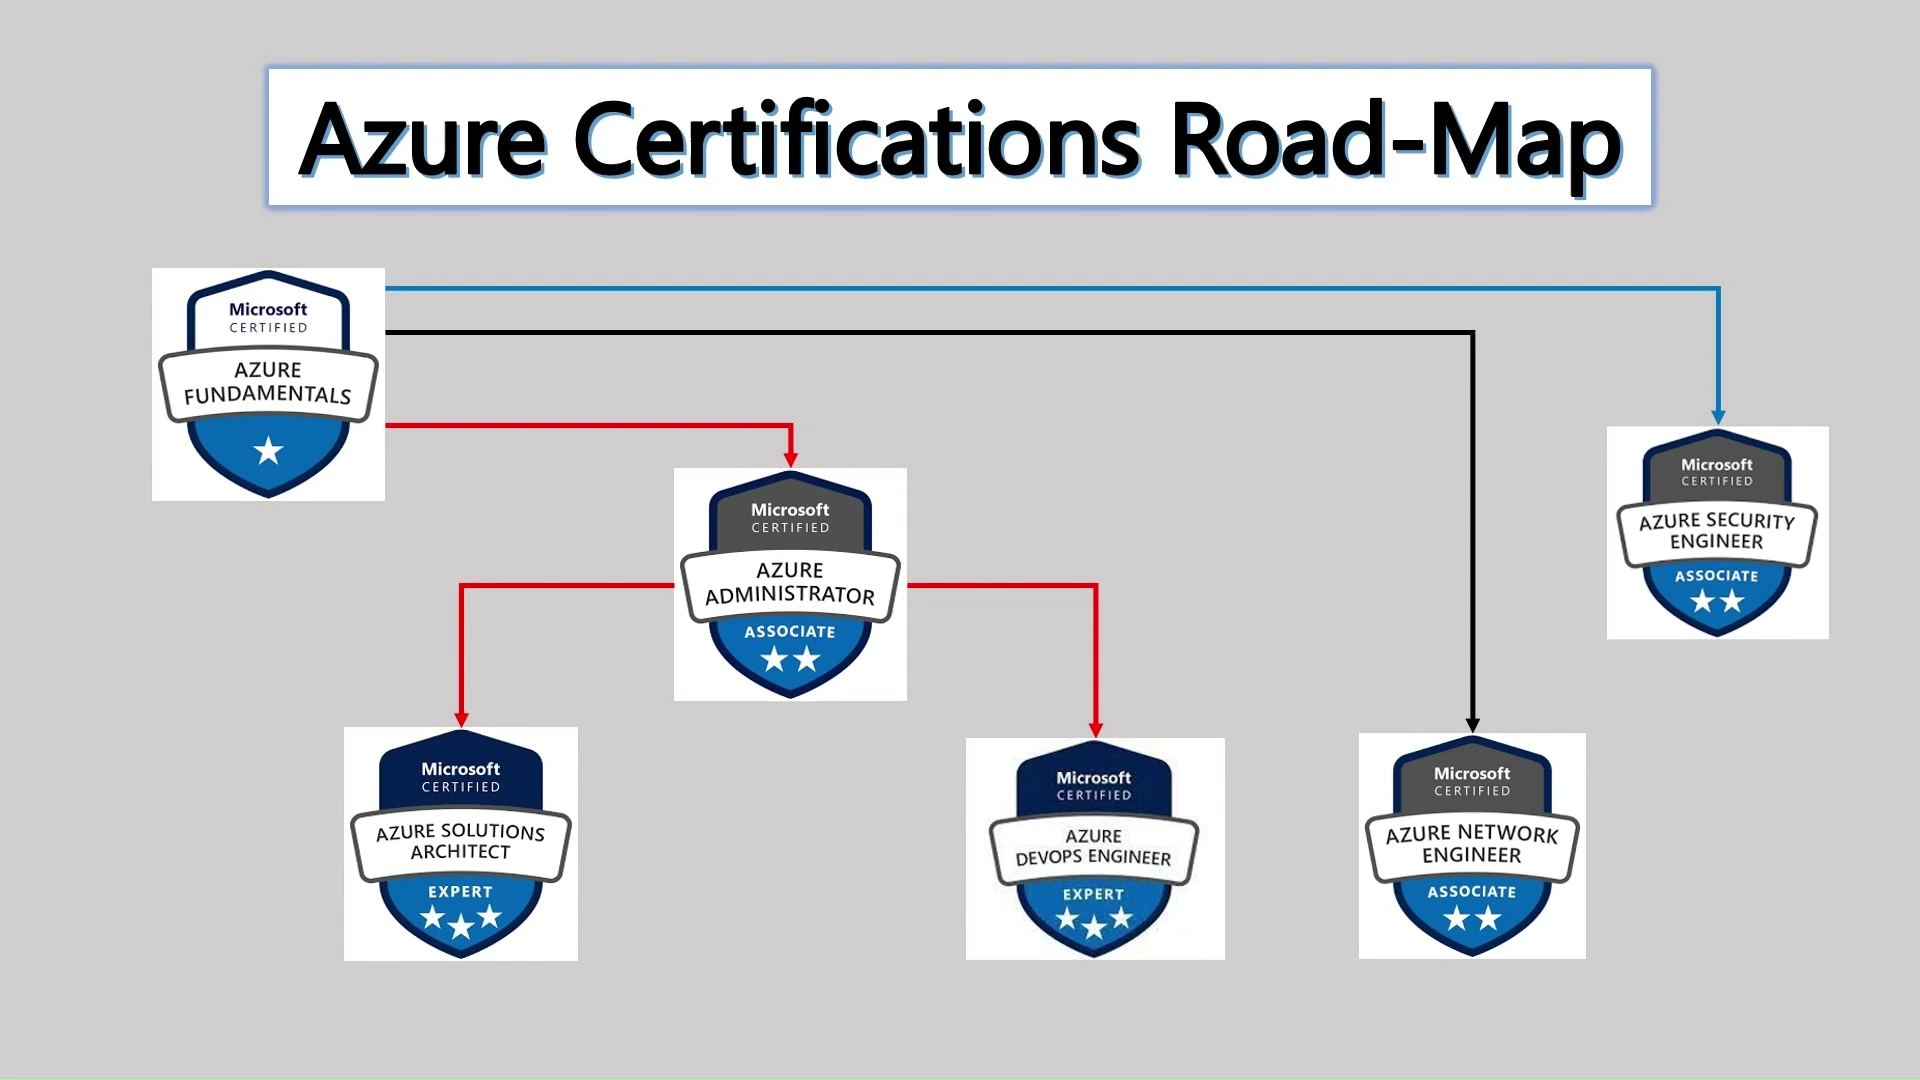 Azure Certifications Road-Map
Microsoft
CERTIFIED
AZURE
FUNDAMENTALS
Microsoft
CERTIFIED
AZURE
ADMINISTRATOR
ASSOCIATE
Microsoft
CERTIFIED
AZURE SECURITY
ENGINEER
ASSOCIATE
Microsoft
CERTIFIED
AZURE SOLUTIONS
ARCHITECT
EXPERT
Microsoft
CERTIFIED
AZURE
DEVOPS ENGINEER
EXPERT
Microsoft
CERTIFIED
AZURE NETWORK
ENGINEER
ASSOCIATE